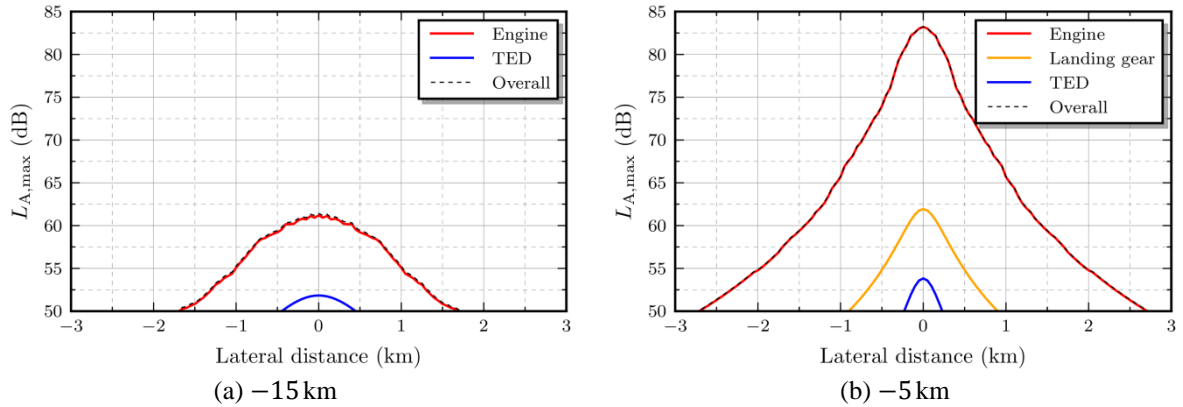 85
80
75
70
65
60
55
50
L_A,max (dB)
−3
−2
−1
0
1
2
3
Lateral distance (km)
Engine
TED
Overall
(a) −15 km
85
80
75
70
65
60
55
50
L_A,max (dB)
−3
−2
−1
0
1
2
3
Lateral distance (km)
Engine
Landing gear
TED
Overall
(b) −5 km